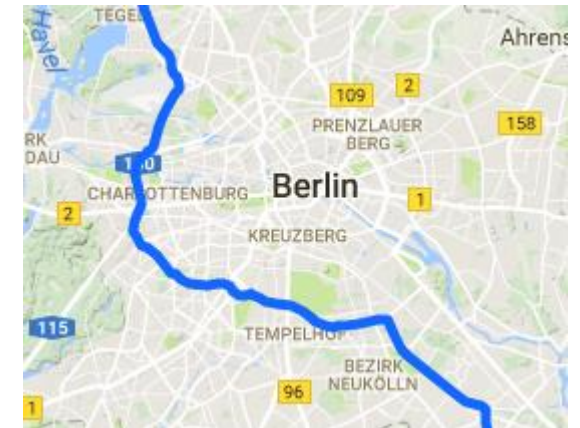 TEGEL
Ahrens
Havel
109
2
PRENZLAUER
BERG
158
RK
DAU
CHARLOTTENBURG
Berlin
1
2
KREUZBERG
115
TEMPELHOF
BEZIRK
NEUKÖLLN
96
1